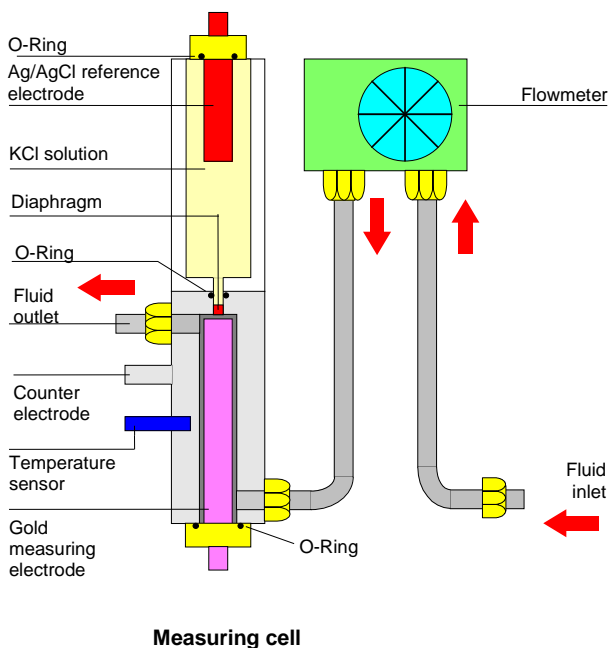 O-Ring
Ag/AgCl reference
electrode
KCl solution
Diaphragm
O-Ring
Fluid
outlet
Counter
electrode
Temperature
sensor
Gold
measuring
electrode
Flowmeter
Fluid
inlet
O-Ring
Measuring cell